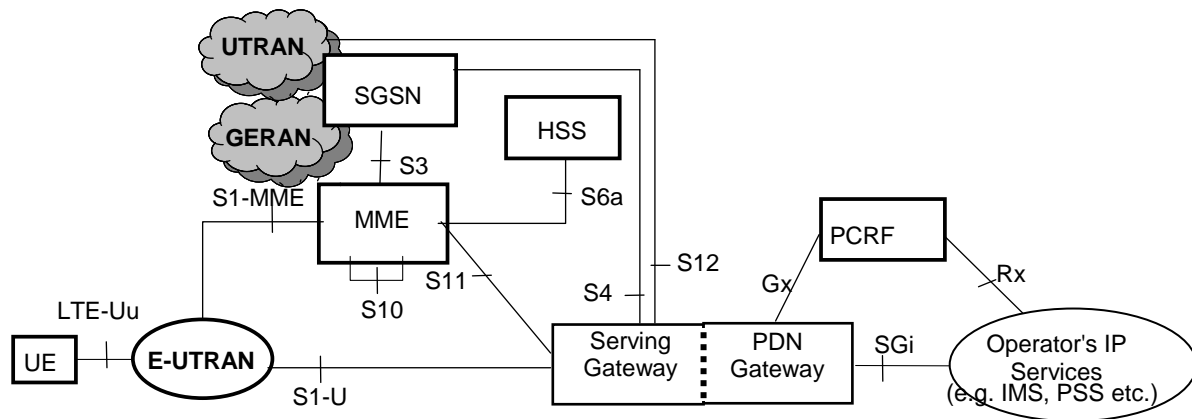 UTRAN
SGSN
GERAN
HSS
S3
S1-MME
S6a
MME
PCRF
S11
S12
S10
S4
Gx
Rx
LTE-Uu
UE
E-UTRAN
Serving
Gateway
PDN
Gateway
SGi
Operator's IP
Services
(e.g. IMS, PSS etc.)
S1-U